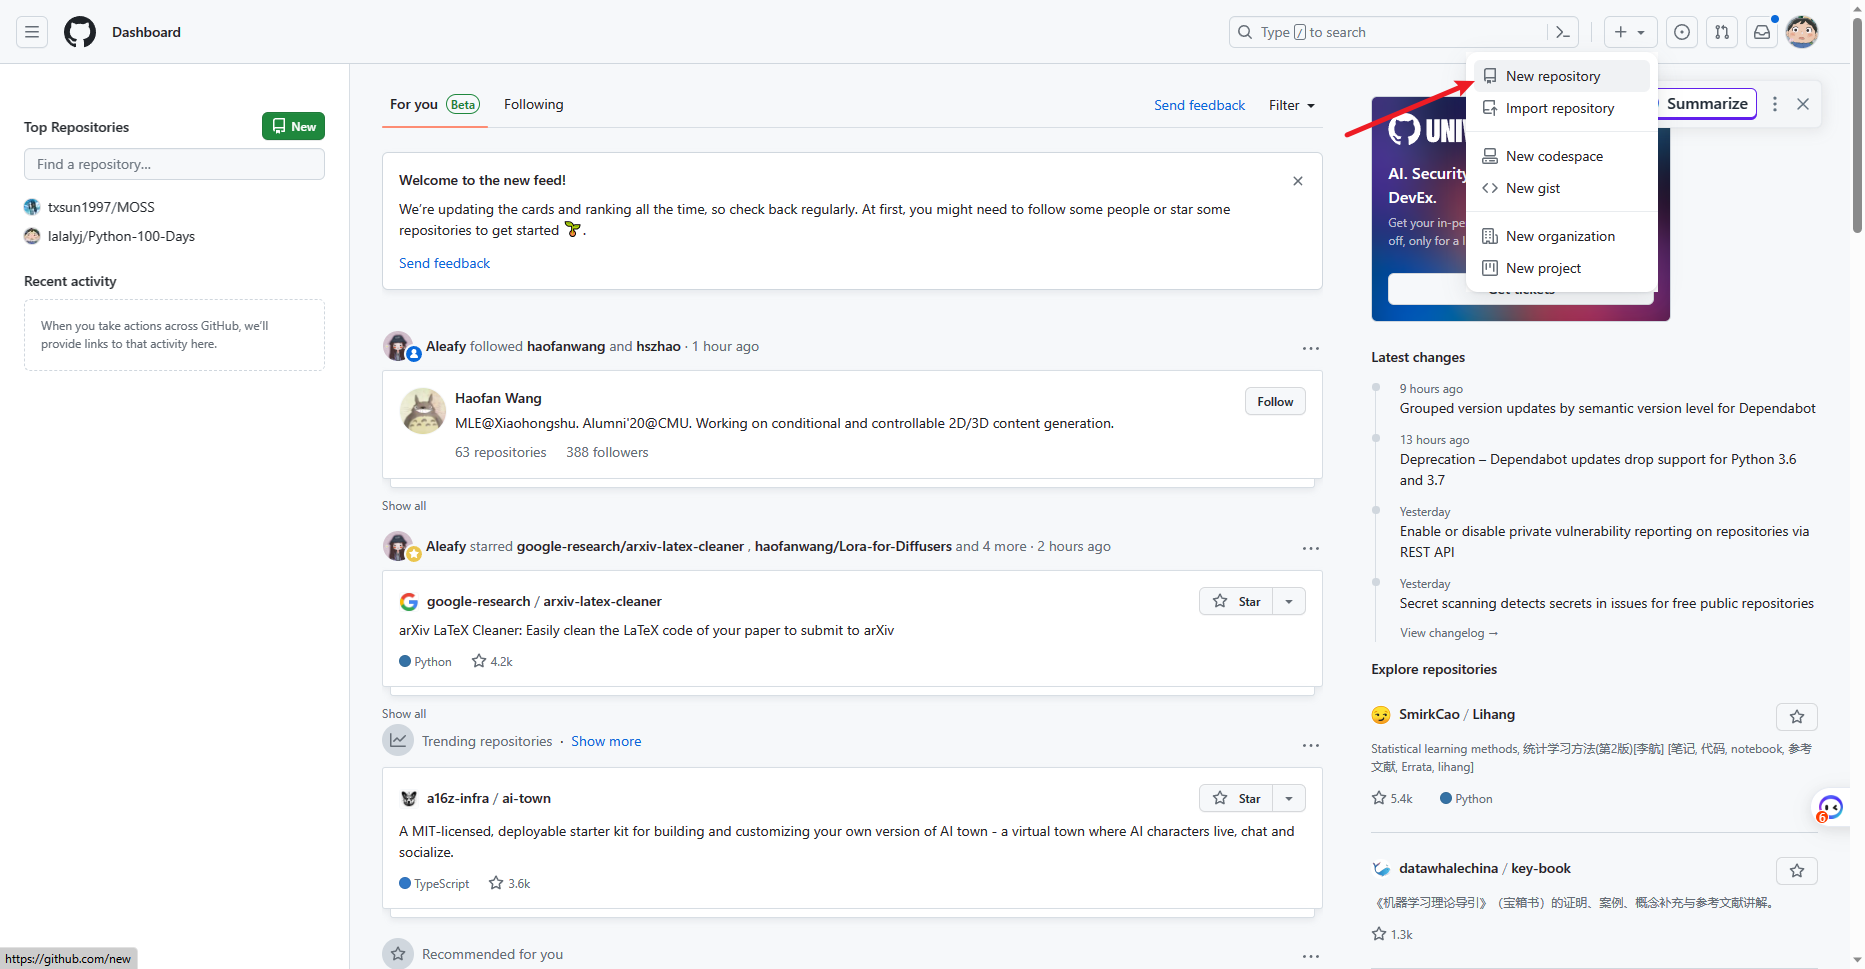 Dashboard
Type / to search
New repository
Import repository
New codespace
New gist
New organization
New project
Summarize
Top Repositories
New
Find a repository...
txsun1997/MOSS
lalalyj/Python-100-Days
Recent activity
When you take actions across GitHub, we'll
provide links to that activity here.
For you Beta
Following
Send feedback
Filter
Welcome to the new feed!
We're updating the cards and ranking all the time, so check back regularly. At first, you might need to follow some people or star some
repositories to get started .
Send feedback
Aleafy followed haofanwang and hszhao · 1 hour ago
Haofan Wang
MLE@Xiaohongshu. Alumni'20@CMU. Working on conditional and controllable 2D/3D content generation.
63 repositories 388 followers
Follow
Show all
Aleafy starred google-research/arxiv-latex-cleaner , haofanwang/Lora-for-Diffusers and 4 more · 2 hours ago
google-research / arxiv-latex-cleaner
Star
arXiv LaTeX Cleaner: Easily clean the LaTeX code of your paper to submit to arXiv
Python 4.2k
Show all
Trending repositories · Show more
a16z-infra / ai-town
Star
A MIT-licensed, deployable starter kit for building and customizing your own version of AI town - a virtual town where AI characters live, chat and
socialize.
TypeScript 3.6k
Recommended for you
AI. Security
DevEx.
Get your in-pe
off, only for a l
Latest changes
9 hours ago
Grouped version updates by semantic version level for Dependabot
13 hours ago
Deprecation – Dependabot updates drop support for Python 3.6
and 3.7
Yesterday
Enable or disable private vulnerability reporting on repositories via
REST API
Yesterday
Secret scanning detects secrets in issues for free public repositories
View changelog →
Explore repositories
SmirkCao / Lihang
Statistical learning methods, 统计学习方法(第2版)[李航] [笔记, 代码, notebook, 参考
文献, Errata, lihang]
5.4k Python
6
datawhalechina / key-book
《机器学习理论导引》（宝箱书）的证明、案例、概念补充与参考文献讲解。
1.3k
https://github.com/new